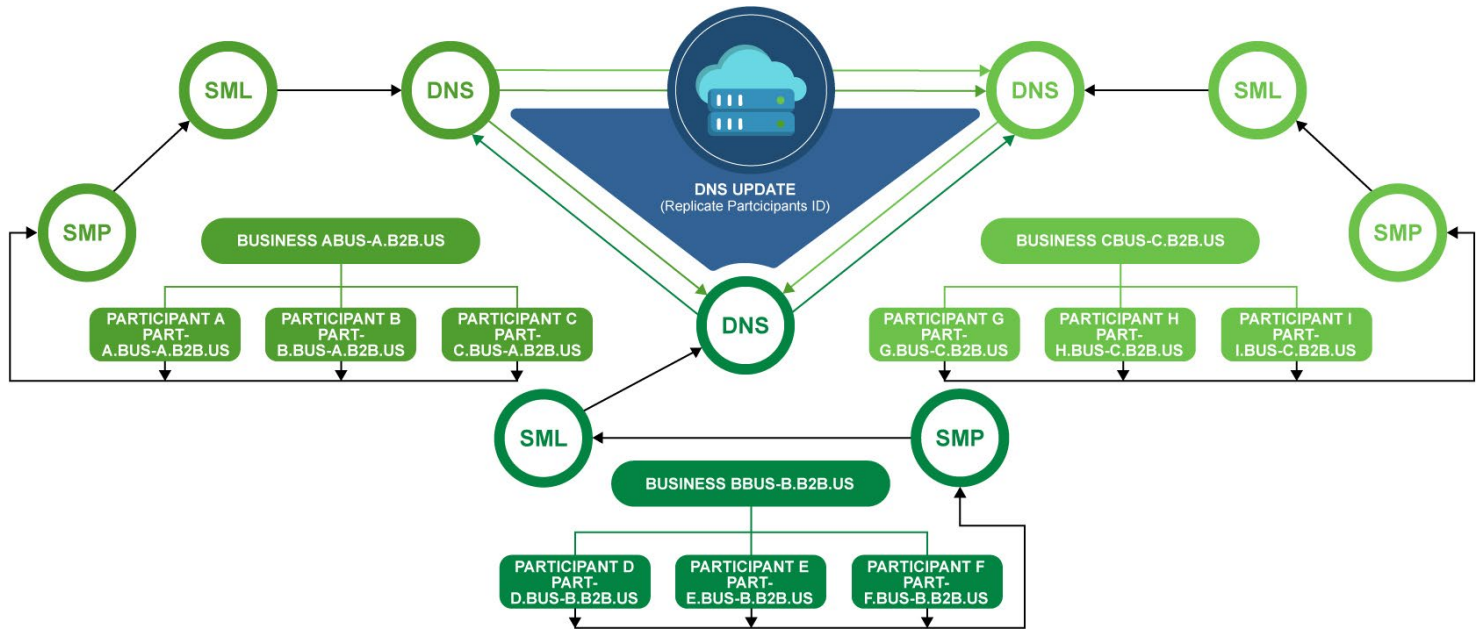 SML
DNS
DNS
SML
DNS UPDATE
(Replicate Partcicipants ID)
SMP
BUSINESS ABUS-A.B2B.US
BUSINESS CBUS-C.B2B.US
SMP
PARTICIPANT A
PART-
A.BUS-A.B2B.US
PARTICIPANT B
PART-
B.BUS-A.B2B.US
PARTICIPANT C
PART-
C.BUS-A.B2B.US
DNS
PARTICIPANT G
PART-
G.BUS-C.B2B.US
PARTICIPANT H
PART-
H.BUS-C.B2B.US
PARTICIPANT I
PART-
I.BUS-C.B2B.US
SML
SMP
BUSINESS BBUS-B.B2B.US
PARTICIPANT D
PART-
D.BUS-B.B2B.US
PARTICIPANT E
PART-
E.BUS-B.B2B.US
PARTICIPANT F
PART-
F.BUS-B.B2B.US